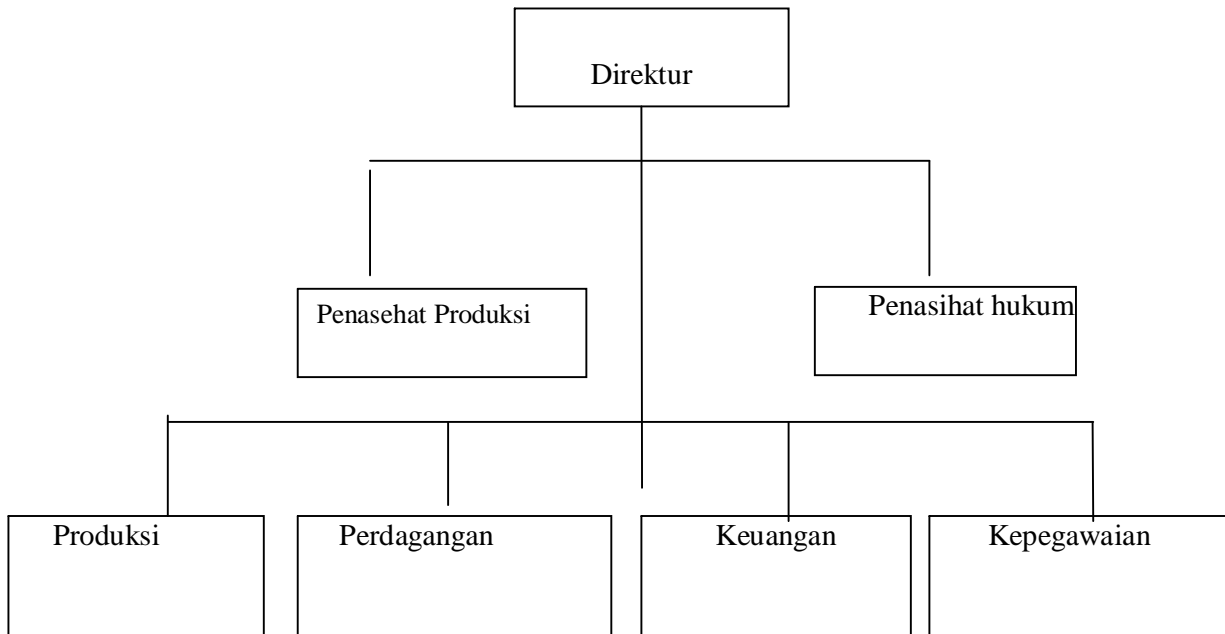 Direktur
Penasehat Produksi
Penasihat hukum
Produksi
Perdagangan
Keuangan
Kepegawaian